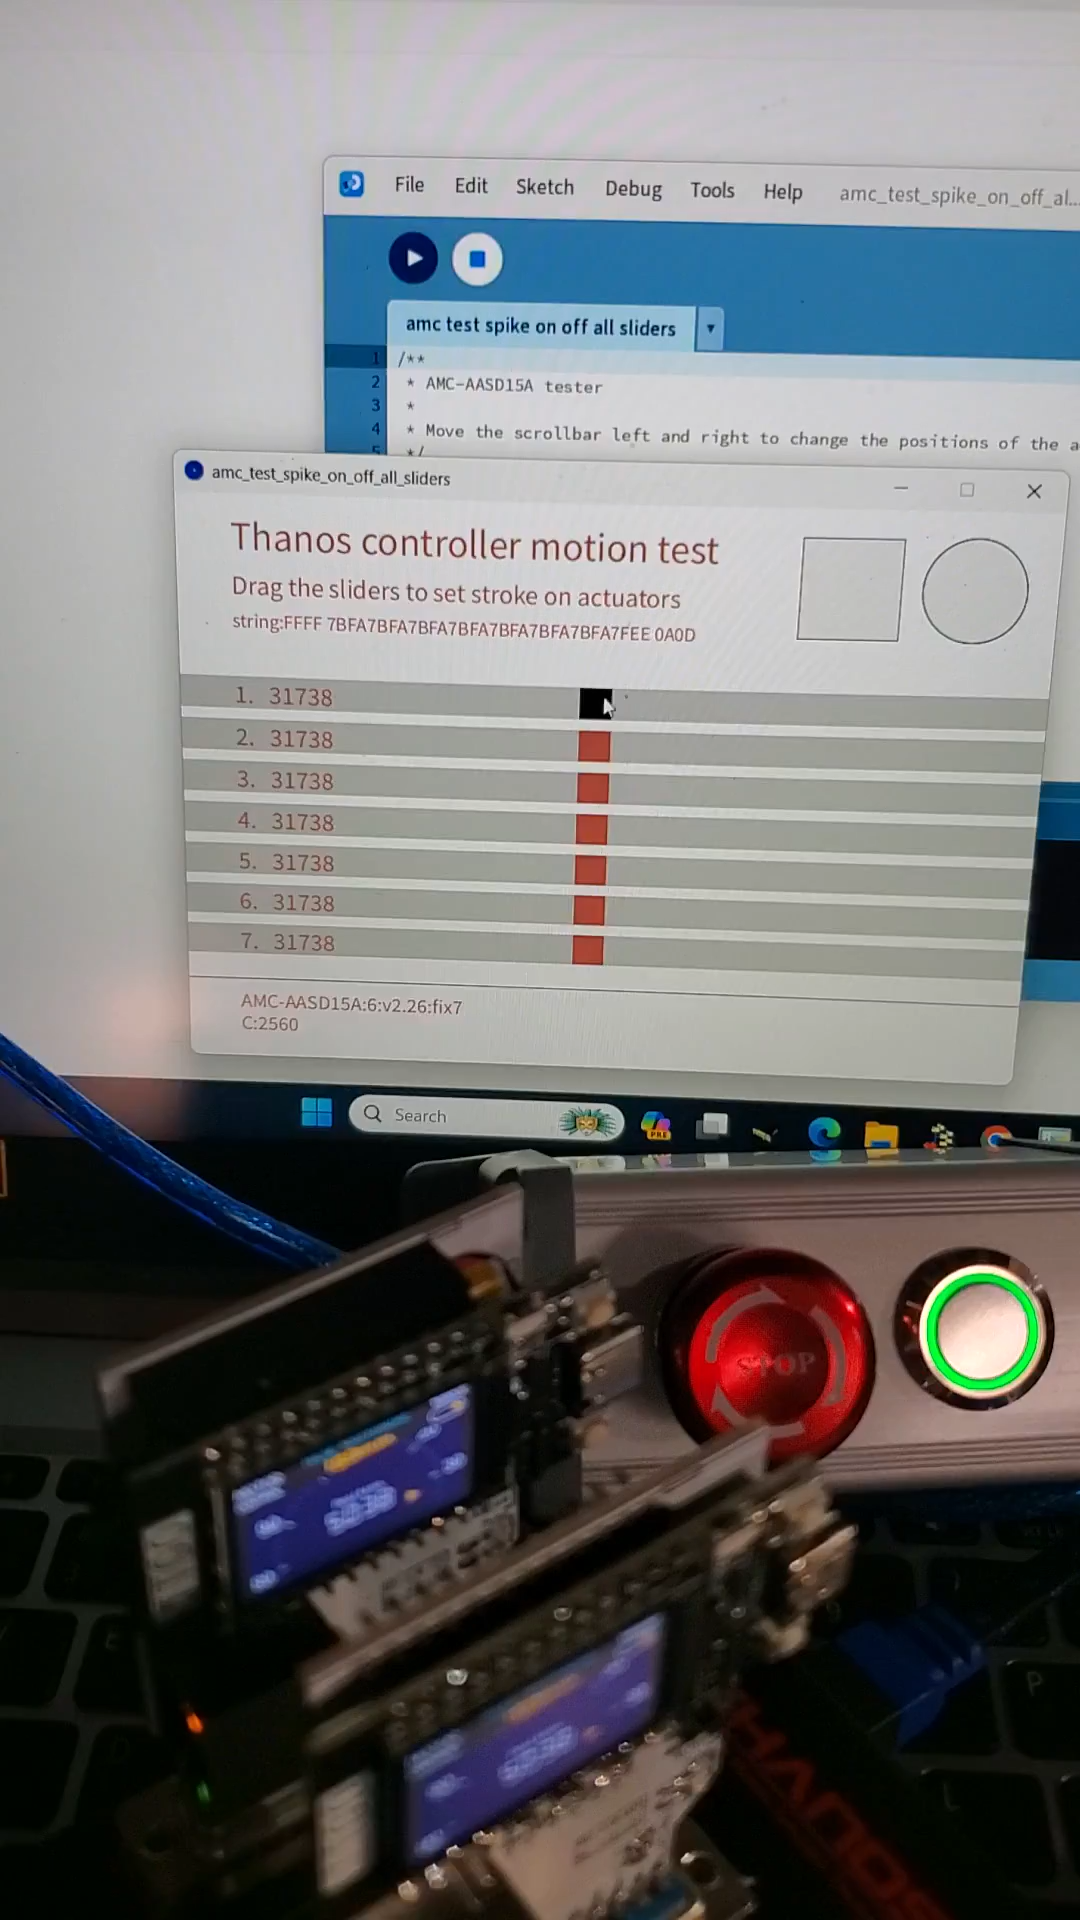 File Edit Sketch Debug Tools Help amc_test_spike_on_off_al...
amc test spike on off all sliders
1 /**
2 * AMC-AASD15A tester
3 *
4 * Move the scrollbar left and right to change the positions of the a
5 */
amc_test_spike_on_off_all_sliders
Thanos controller motion test
Drag the sliders to set stroke on actuators
string:FFFF 7BFA7BFA7BFA7BFA7BFA7BFA7BFA7FEE 0A0D
1. 31738
2. 31738
3. 31738
4. 31738
5. 31738
6. 31738
7. 31738
AMC-AASD15A:6:v2.26:fix7
C:2560
Search
PRE
STOP
P
L
THANOS